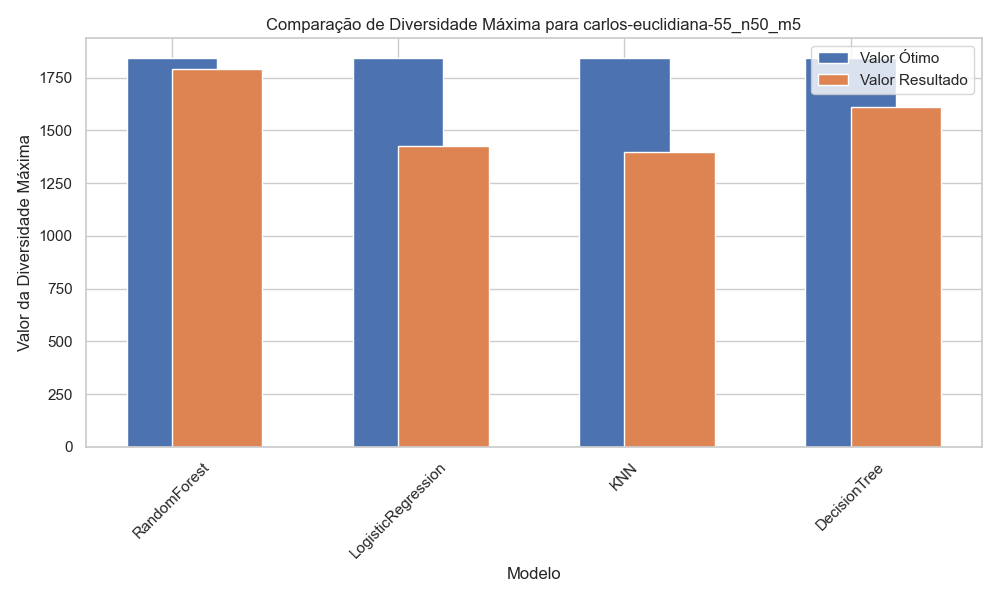 Comparação de Diversidade Máxima para carlos-euclidiana-55_n50_m5
Valor Ótimo
Valor Resultado
Valor da Diversidade Máxima
1750
1500
1250
1000
750
500
250
0
RandomForest
LogisticRegression
KNN
DecisionTree
Modelo